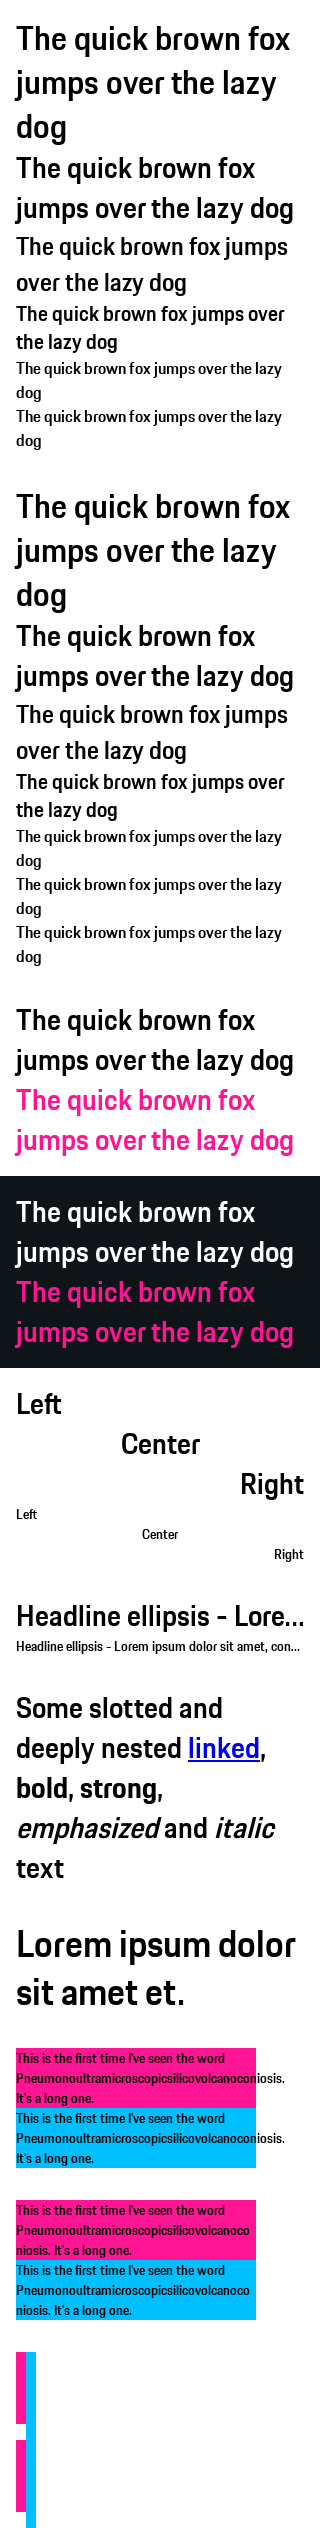 The quick brown fox
jumps over the lazy
dog
The quick brown fox
jumps over the lazy dog
The quick brown fox jumps
over the lazy dog
The quick brown fox jumps over
the lazy dog
The quick brown fox jumps over the lazy
dog
The quick brown fox jumps over the lazy
dog
The quick brown fox
jumps over the lazy
dog
The quick brown fox
jumps over the lazy dog
The quick brown fox jumps
over the lazy dog
The quick brown fox jumps over
the lazy dog
The quick brown fox jumps over the lazy
dog
The quick brown fox jumps over the lazy
dog
The quick brown fox jumps over the lazy
dog
The quick brown fox
jumps over the lazy dog
The quick brown fox
jumps over the lazy dog
The quick brown fox
jumps over the lazy dog
The quick brown fox
jumps over the lazy dog
Left
Center
Right
Left
Center
Right
Headline ellipsis - Lore...
Headline ellipsis - Lorem ipsum dolor sit amet, con...
Some slotted and
deeply nested linked,
bold, strong,
emphasized and italic
text
Lorem ipsum dolor
sit amet et.
This is the first time I've seen the word
Pneumonoultramicroscopicsilicovolcanoconiosis.
It's a long one.
This is the first time I've seen the word
Pneumonoultramicroscopicsilicovolcanoconiosis.
It's a long one.
This is the first time I've seen the word
Pneumonoultramicroscopicsilicovolcanoco
niosis. It's a long one.
This is the first time I've seen the word
Pneumonoultramicroscopicsilicovolcanoco
niosis. It's a long one.